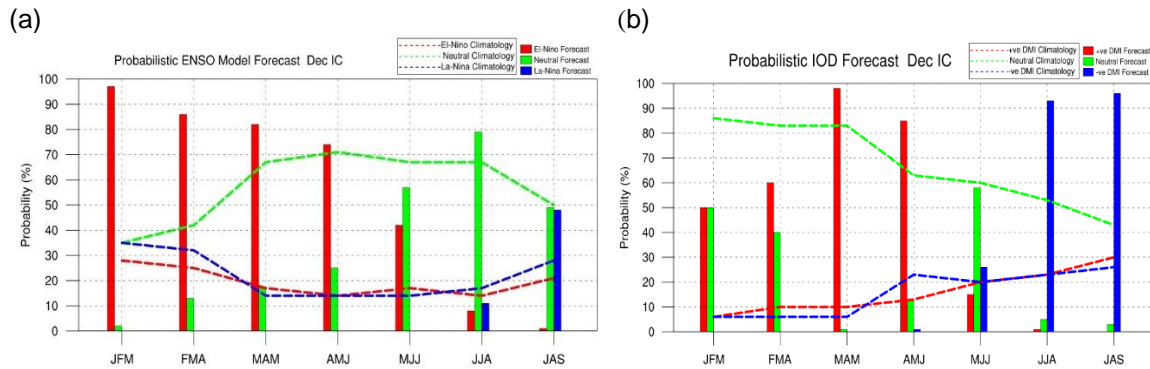 (a)
Probabilistic ENSO Model Forecast Dec IC
El-Nino Climatology
Neutral Climatology
La-Nina Climatology
El-Nino Forecast
Neutral Forecast
La-Nina Forecast
Probability (%)
100
90
80
70
60
50
40
30
20
10
0
JFM FMA MAM AMJ MJJ JJA JAS
(b)
Probabilistic IOD Forecast Dec IC
+ve DMI Climatology
Neutral Climatology
-ve DMI Climatology
+ve DMI Forecast
Neutral Forecast
-ve DMI Forecast
Probability (%)
100
90
80
70
60
50
40
30
20
10
0
JFM FMA MAM AMJ MJJ JJA JAS